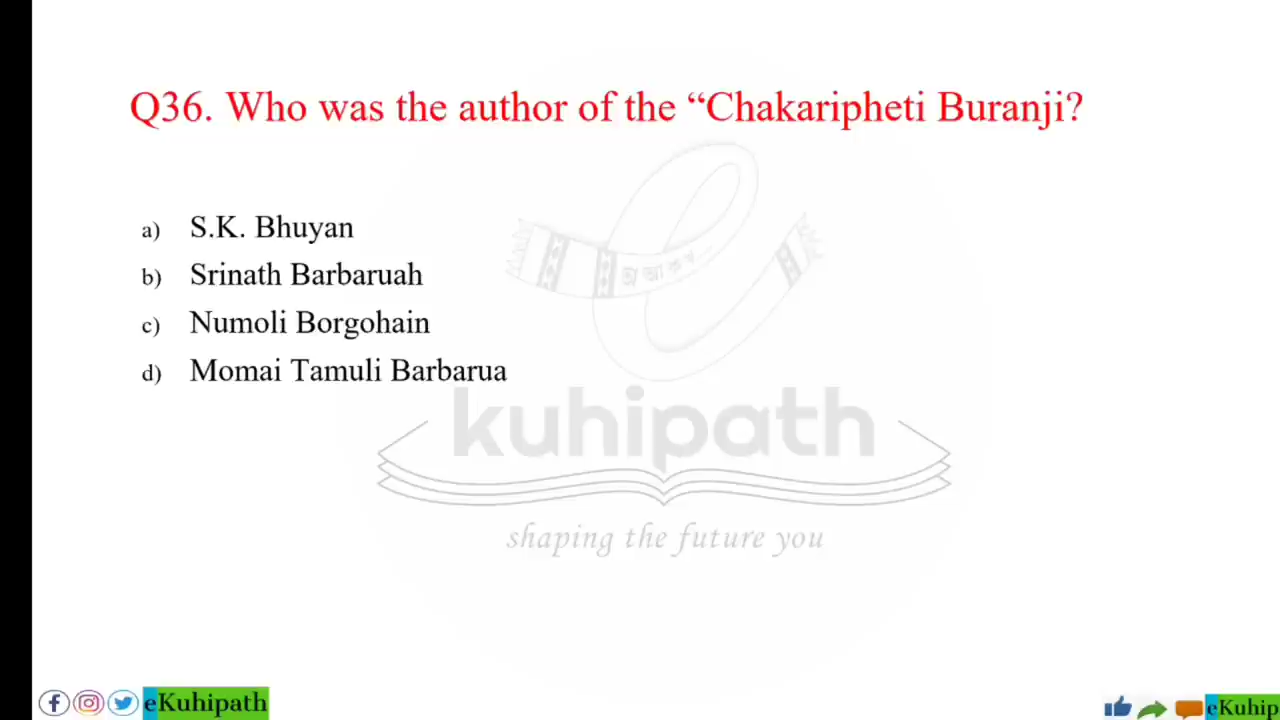 Q36. Who was the author of the “Chakaripheti Buranji?
a) S.K. Bhuyan
b) Srinath Barbaruah
c) Numoli Borgohain
d) Momai Tamuli Barbarua
kuhipath
shaping the future you
eKuhipath
eKuhip